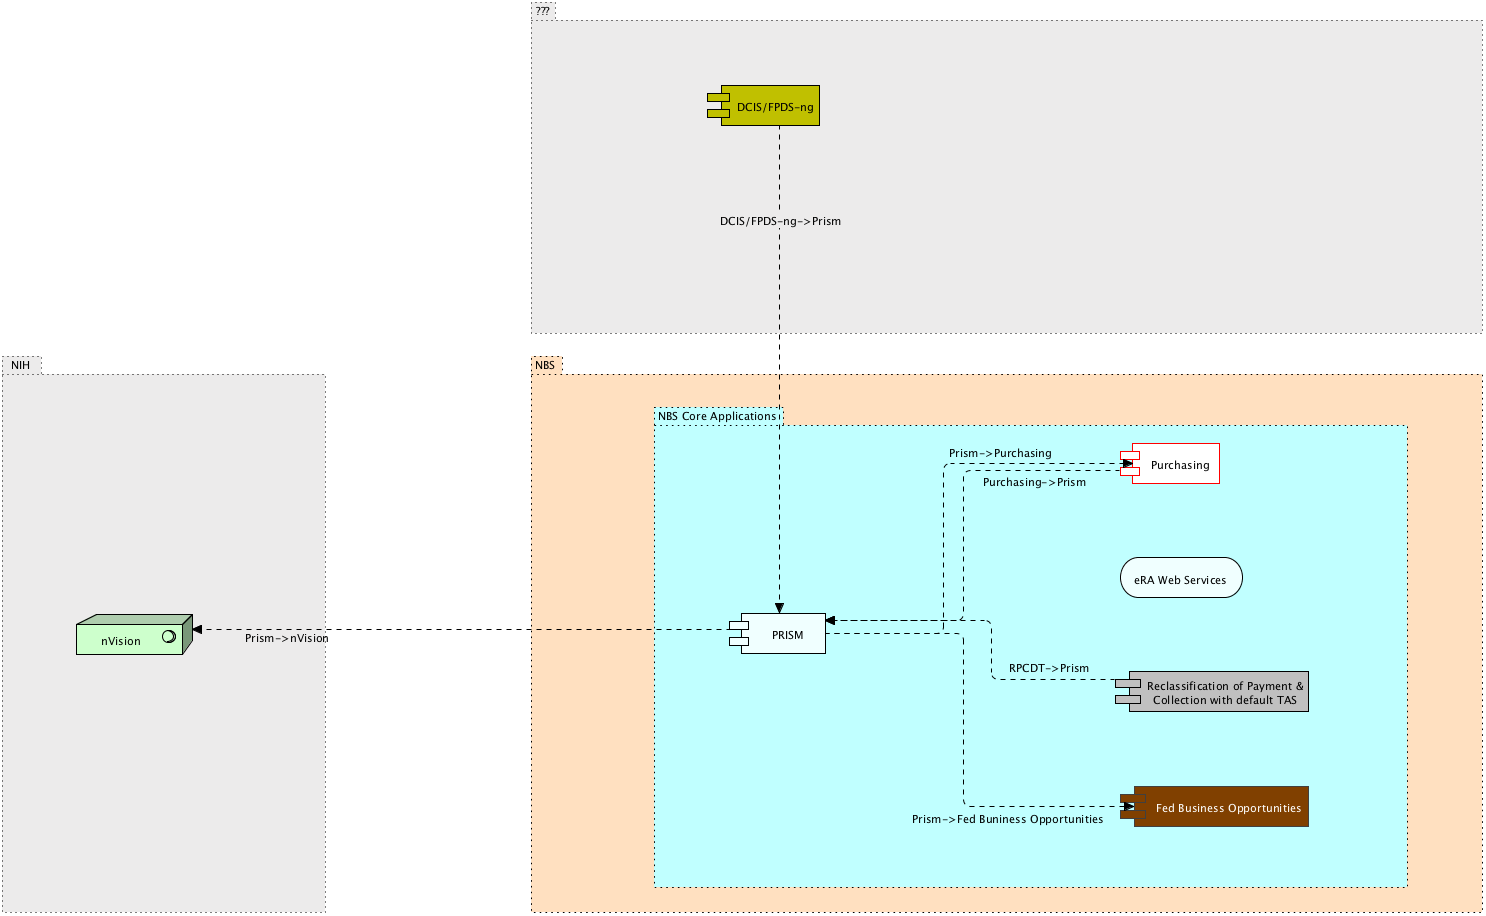 ???
DCIS/FPDS-ng
DCIS/FPDS-ng->Prism
NIH
NBS
NBS Core Applications
Prism->Purchasing
Purchasing
Purchasing->Prism
eRA Web Services
nVision
Prism->nVision
PRISM
RPCDT->Prism
Reclassification of Payment &
Collection with default TAS
Fed Business Opportunities
Prism->Fed Buniness Opportunities